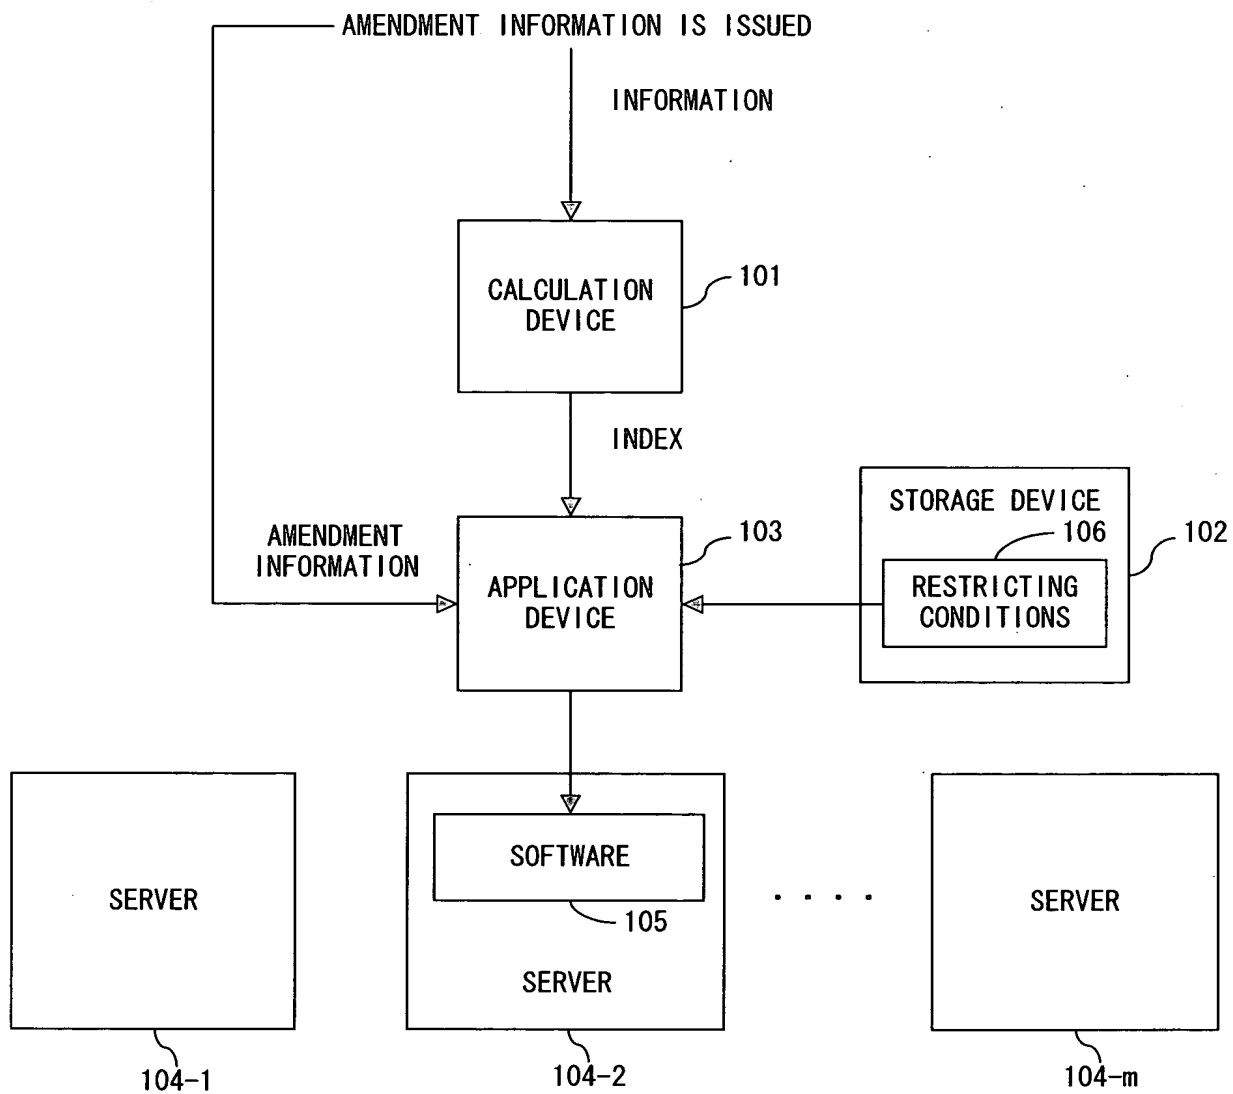 AMENDMENT INFORMATION IS ISSUED
INFORMATION
CALCULATION
DEVICE
101
INDEX
STORAGE DEVICE
AMENDMENT
INFORMATION
103
106
102
APPLICATION
DEVICE
RESTRICTING
CONDITIONS
SERVER
SOFTWARE
105
SERVER
. . . .
SERVER
104-1
104-2
104-m